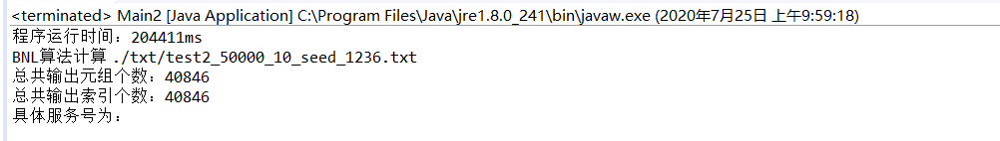 <terminated> Main2 [Java Application] C:\Program Files\Java\jre1.8.0_241\bin\javaw.exe (2020年7月25日 上午9:59:18)
程序运行时间：204411ms
BNL算法计算 ./txt/test2_50000_10_seed_1236.txt
总共输出元组个数：40846
总共输出索引个数：40846
具体服务号为：